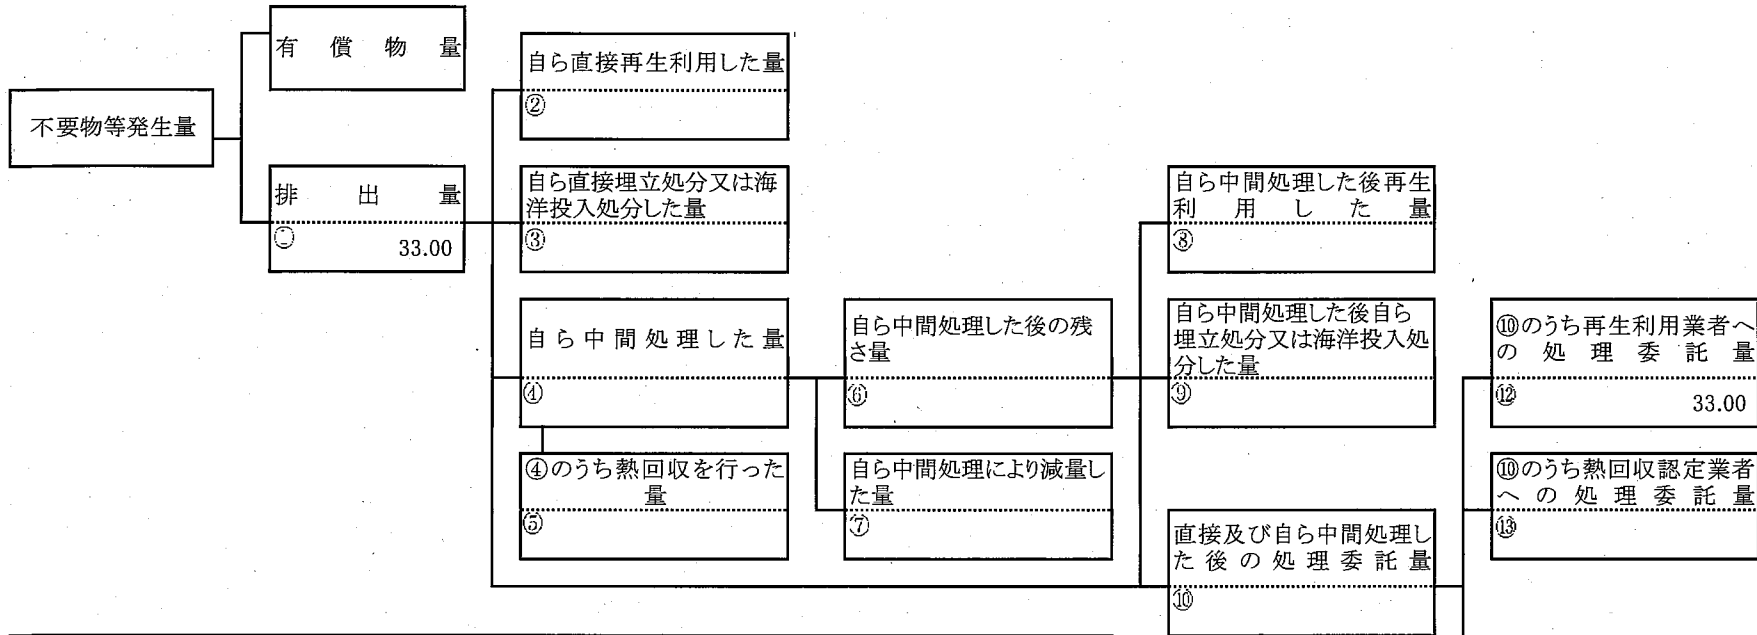 有償物量
不要物等発生量
排出量
33.00
自ら直接再生利用した量
②
自ら直接埋立処分又は海
洋投入処分した量
③
自ら中間処理した量
④
④のうち熱回収を行った
量
⑤
自ら中間処理した後の残
さ量
⑥
自ら中間処理により減量し
た量
⑦
自ら中間処理した後再生
利用した量
⑧
自ら中間処理した後自ら
埋立処分又は海洋投入処
分した量
⑨
直接及び自ら中間処理し
た後の処理委託量
⑩
⑩のうち再生利用業者へ
の処理委託量
⑫
33.00
⑩のうち熱回収認定業者
への処理委託量
⑬